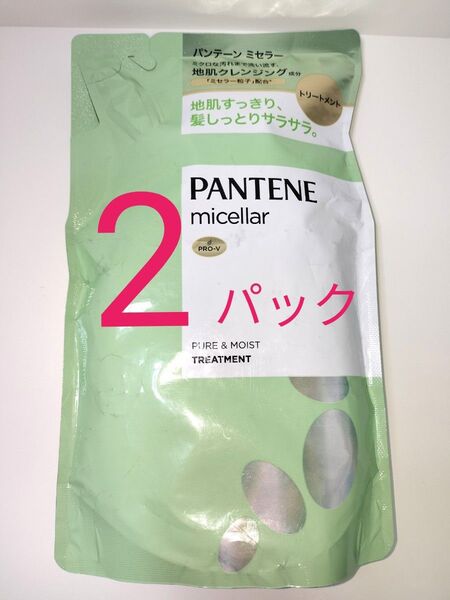 パンテーン ミセラー
ミクロな汚れまで洗い流す、
地肌クレンジング成分
「ミセラー粒子」配合*
トリートメント
地肌すっきり、
髪しっとりサラサラ。
PANTENE
micellar
PRO-V
2パック
PURE & MOIST
TREATMENT